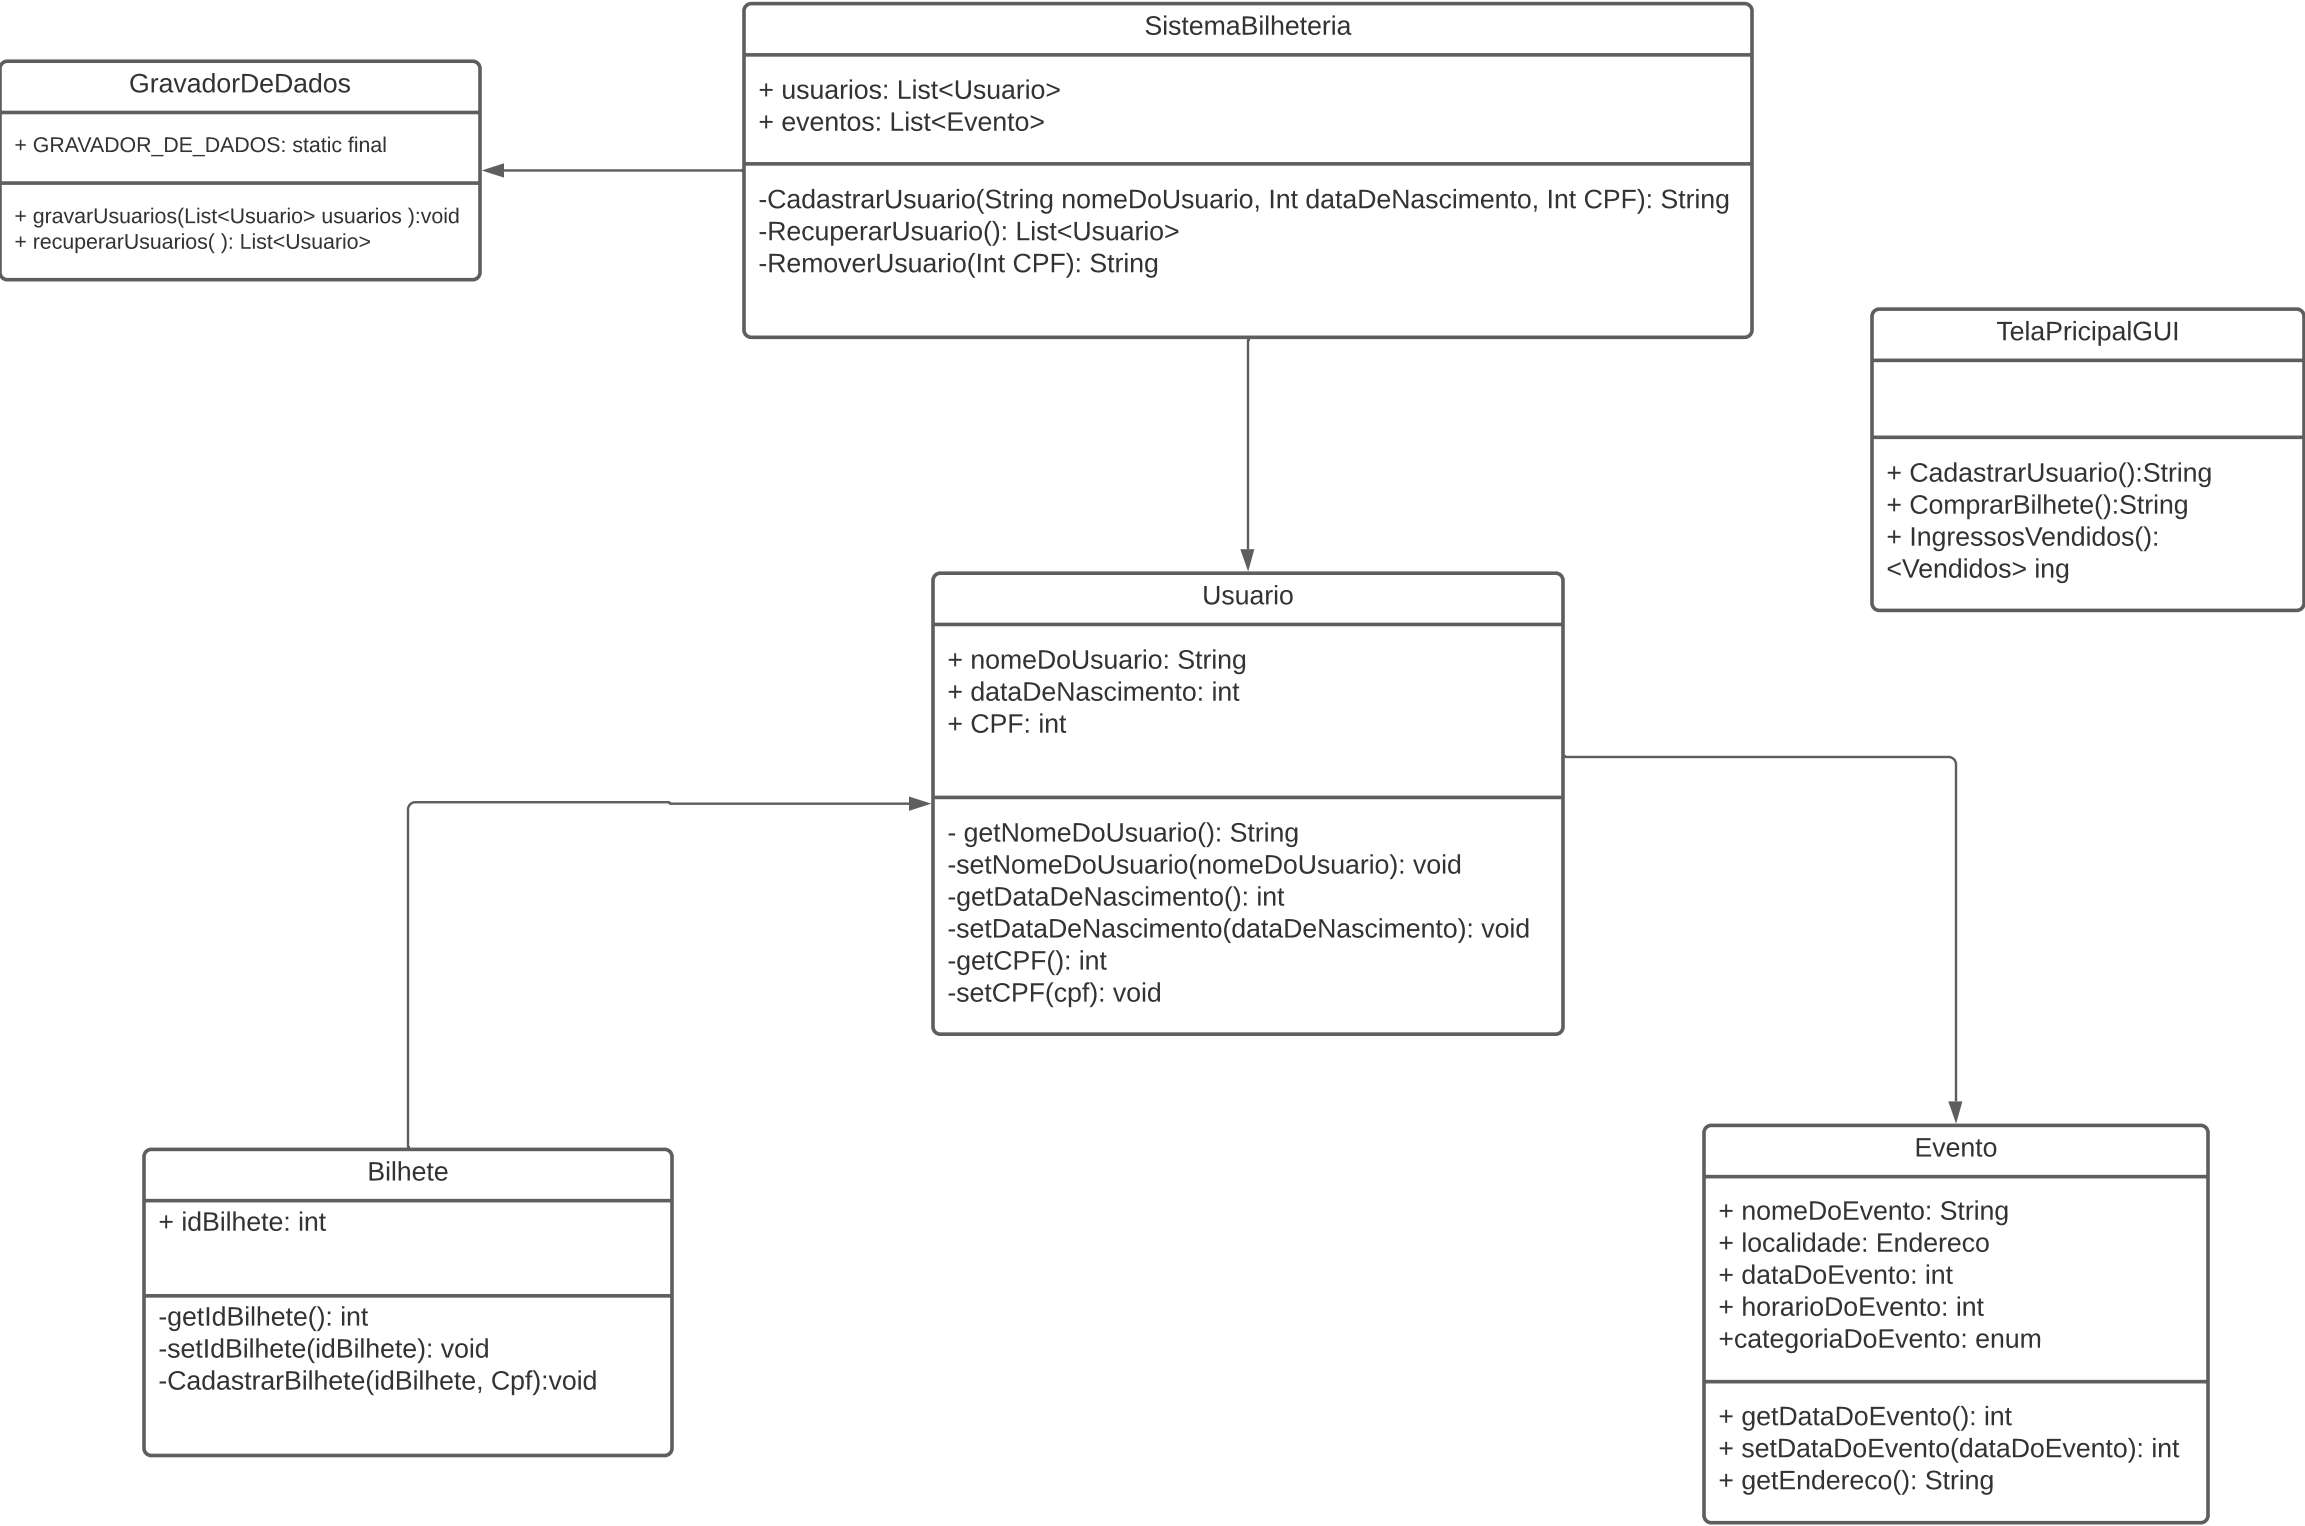 SistemaBilheteria
+ usuarios: List<Usuario>
+ eventos: List<Evento>
-CadastrarUsuario(String nomeDoUsuario, Int dataDeNascimento, Int CPF): String
-RecuperarUsuario(): List<Usuario>
-RemoverUsuario(Int CPF): String
GravadorDeDados
+ GRAVADOR_DE_DADOS: static final
+ gravarUsuarios(List<Usuario> usuarios ):void
+ recuperarUsuarios( ): List<Usuario>
TelaPricipalGUI
+ CadastrarUsuario():String
+ ComprarBilhete():String
+ IngressosVendidos():
<Vendidos> ing
Usuario
+ nomeDoUsuario: String
+ dataDeNascimento: int
+ CPF: int
- getNomeDoUsuario(): String
-setNomeDoUsuario(nomeDoUsuario): void
-getDataDeNascimento(): int
-setDataDeNascimento(dataDeNascimento): void
-getCPF(): int
-setCPF(cpf): void
Bilhete
+ idBilhete: int
-getIdBilhete(): int
-setIdBilhete(idBilhete): void
-CadastrarBilhete(idBilhete, Cpf):void
Evento
+ nomeDoEvento: String
+ localidade: Endereco
+ dataDoEvento: int
+ horarioDoEvento: int
+categoriaDoEvento: enum
+ getDataDoEvento(): int
+ setDataDoEvento(dataDoEvento): int
+ getEndereco(): String